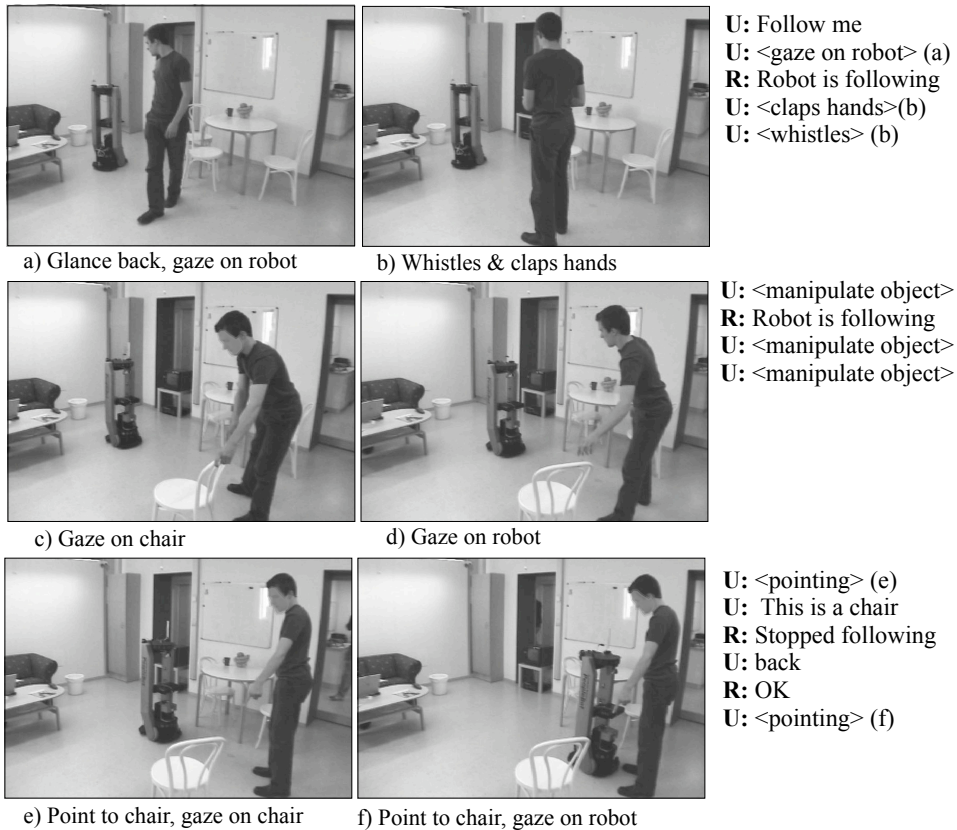 U: Follow me
U: <gaze on robot> (a)
R: Robot is following
U: <claps hands>(b)
U: <whistles> (b)
a) Glance back, gaze on robot
b) Whistles & claps hands
U: <manipulate object>
R: Robot is following
U: <manipulate object>
U: <manipulate object>
c) Gaze on chair
d) Gaze on robot
U: <pointing> (e)
U: This is a chair
R: Stopped following
U: back
R: OK
U: <pointing> (f)
e) Point to chair, gaze on chair
f) Point to chair, gaze on robot